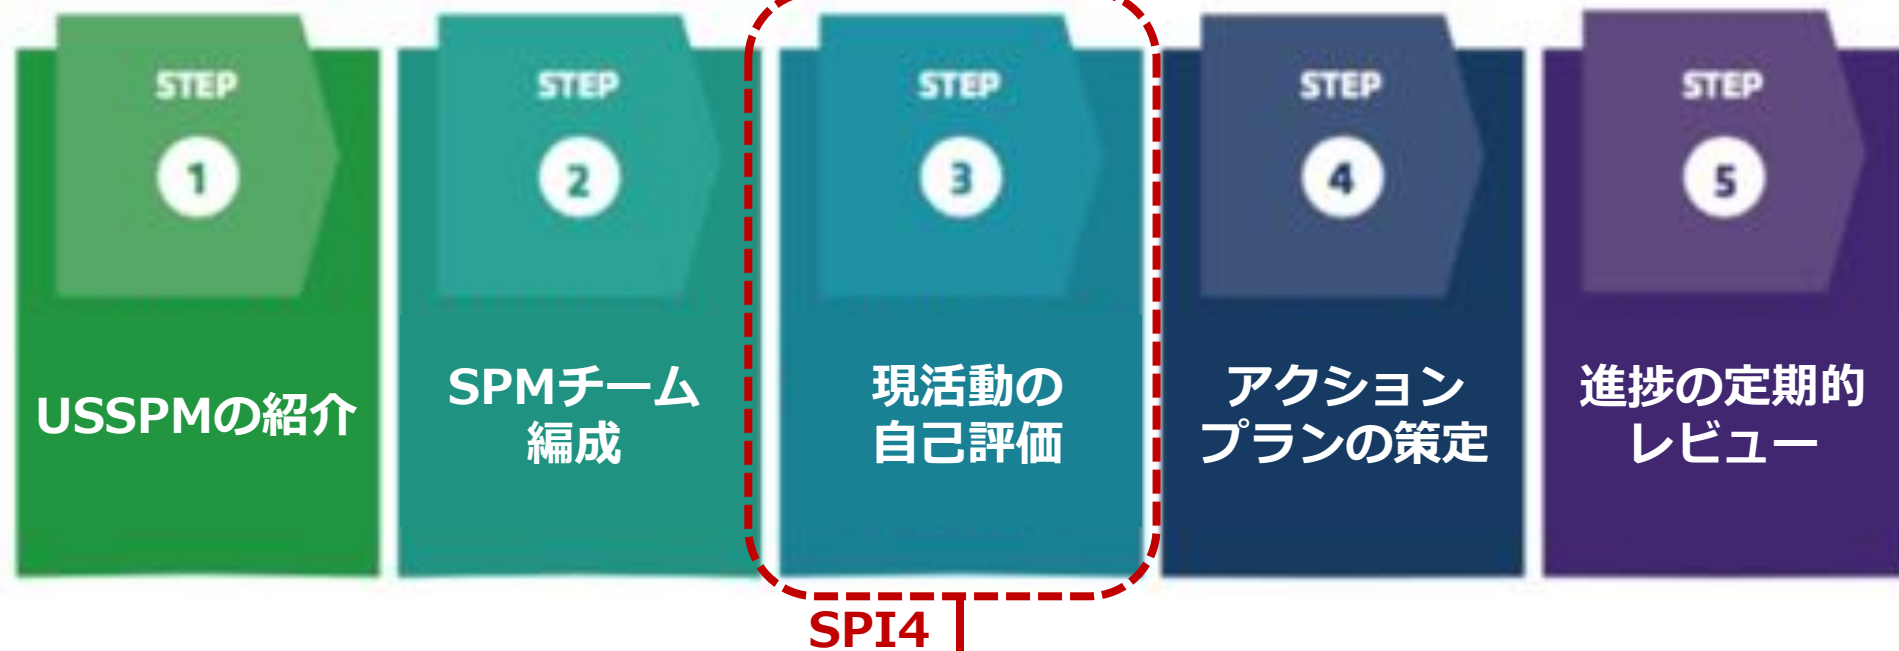 STEP
1
USSPMの紹介
STEP
2
SPMチーム
編成
STEP
3
現活動の
自己評価
STEP
4
アクション
プランの策定
STEP
5
進捗の定期的
レビュー
SPI4